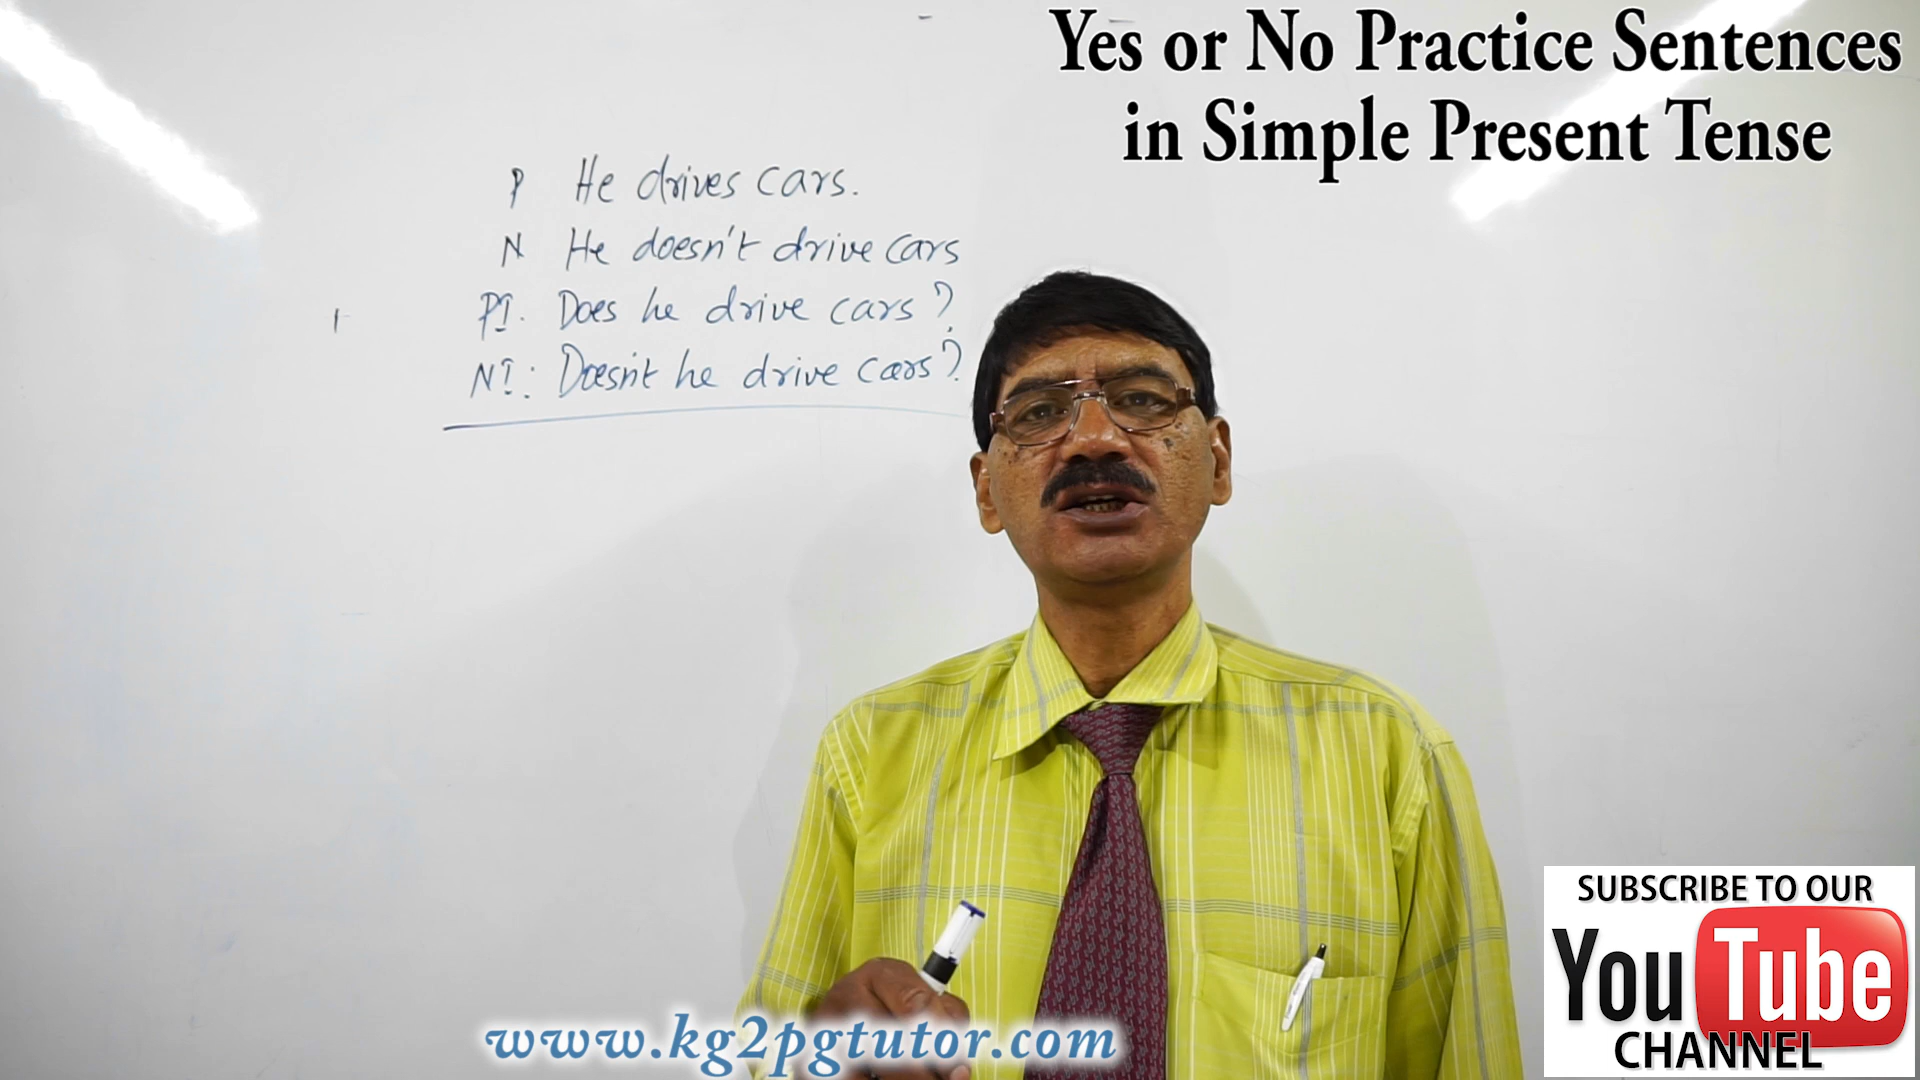 Yes or No Practice Sentences
in Simple Present Tense
P He drives cars.
N He doesn't drive cars
PI. Does he drive cars?
NI: Doesn't he drive cars?
SUBSCRIBE TO OUR
YouTube
CHANNEL
www.kg2pgtutor.com